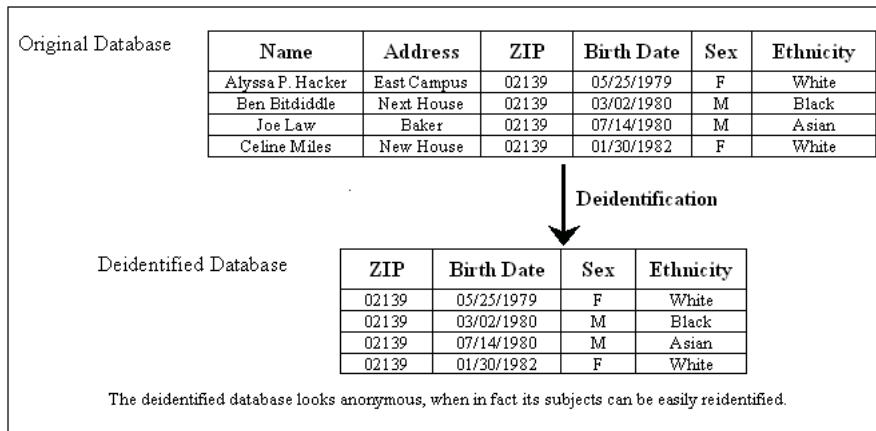 Original Database
Name Address ZIP Birth Date Sex Ethnicity
Alyssa P. Hacker East Campus 02139 05/25/1979 F White
Ben Bitdiddle Next House 02139 03/02/1980 M Black
Joe Law Baker 02139 07/14/1980 M Asian
Celine Miles New House 02139 01/30/1982 F White
Deidentification
Deidentified Database
ZIP Birth Date Sex Ethnicity
02139 05/25/1979 F White
02139 03/02/1980 M Black
02139 07/14/1980 M Asian
02139 01/30/1982 F White
The deidentified database looks anonymous, when in fact its subjects can be easily reidentified.